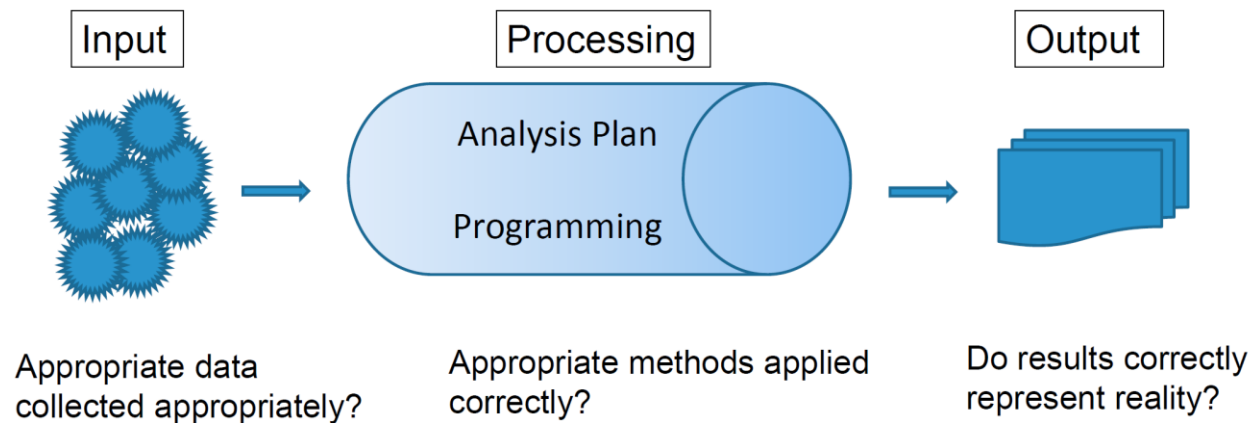 Input
Processing
Output
Analysis Plan
Programming
Appropriate data
collected appropriately?
Appropriate methods applied
correctly?
Do results correctly
represent reality?